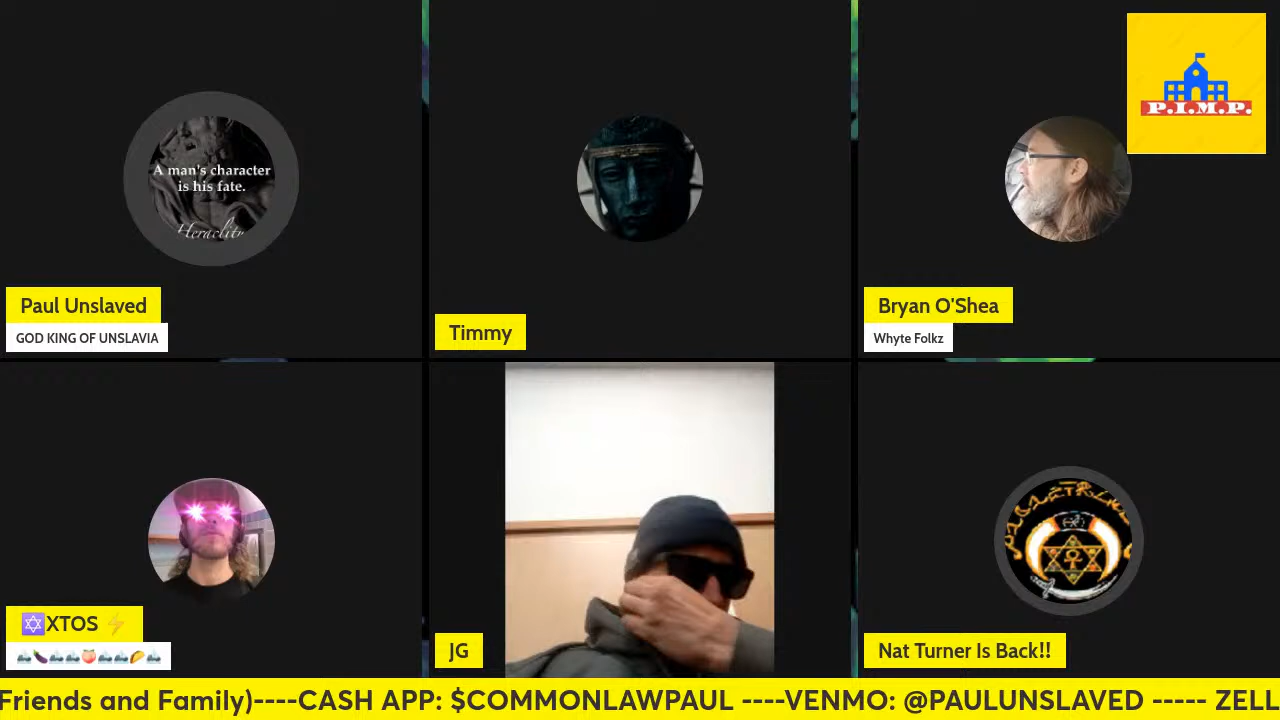 A man's character
is his fate.
Paul Unslaved
GOD KING OF UNSLAVIA
Timmy
P.I.M.P.
Bryan O'Shea
Whyte Folkz
✡XTOS ⚡
JG
Nat Turner Is Back!!
Friends and Family)----CASH APP: $COMMONLAWPAUL ----VENMO: @PAULUNSLAVED ----- ZELL